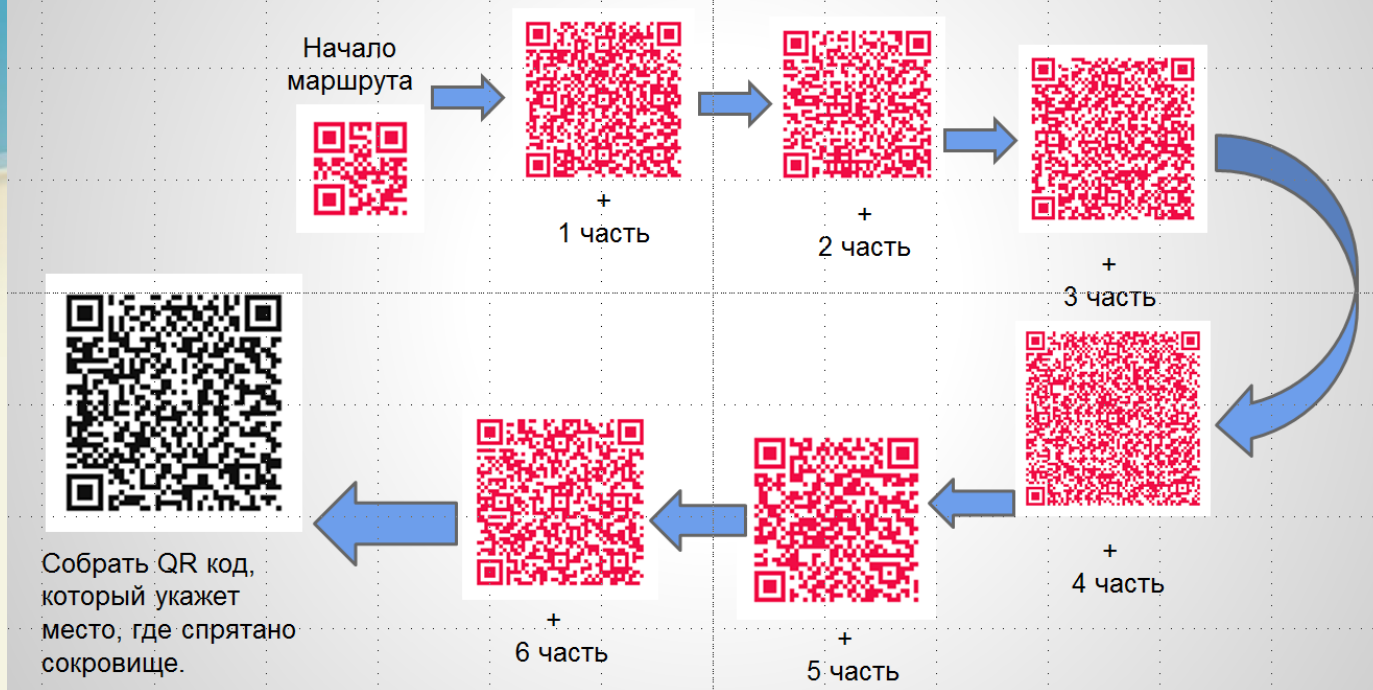 Начало
маршрута
+
1 часть
+
2 часть
+
3 часть
+
4 часть
+
5 часть
+
6 часть
Собрать QR код,
который укажет
место, где спрятано
сокровище.